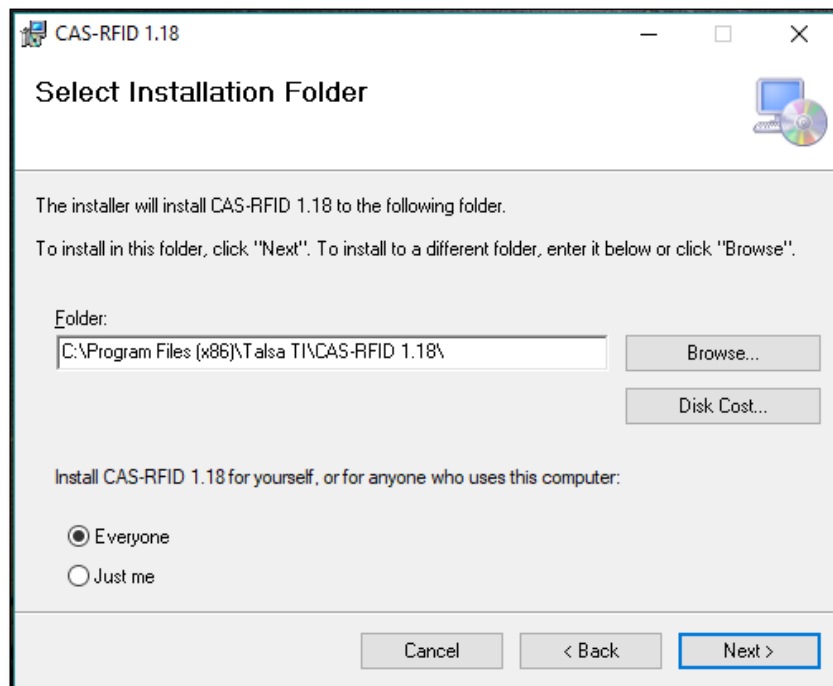 CAS-RFID 1.18
Select Installation Folder
The installer will install CAS-RFID 1.18 to the following folder.
To install in this folder, click "Next". To install to a different folder, enter it below or click "Browse".
Folder:
C:\Program Files (x86)\Talsa TI\CAS-RFID 1.18\
Browse...
Disk Cost...
Install CAS-RFID 1.18 for yourself, or for anyone who uses this computer:
Everyone
Just me
Cancel
< Back
Next >